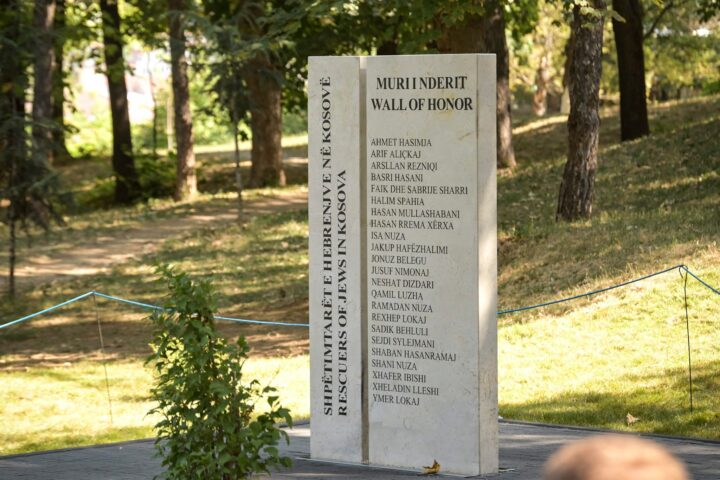 SHPËTIMTARËT E HEBRENJVE NË KOSOVË
RESCUERS OF JEWS IN KOSOVA
MURI I NDERIT
WALL OF HONOR
AHMET HASIMJA
ARIF ALIÇKAJ
ARSLLAN REZNIQI
BASRI HASANI
FAIK DHE SABRIJE SHARRI
HALIM SPAHIA
HASAN MULLASHABANI
HASAN RREMA XËRXA
ISA NUZA
JAKUP HAFËZHALIMI
JONUZ BELEGU
JUSUF NIMONAJ
NESHAT DIZDARI
QAMIL LUZHA
RAMADAN NUZA
REXHEP LOKAJ
SADIK BEHLULI
SEJDI SYLEJMANI
SHABAN HASANRAMAJ
SHANI NUZA
XHAFER IBISHI
XHELADIN LLESHI
YMER LOKAJ